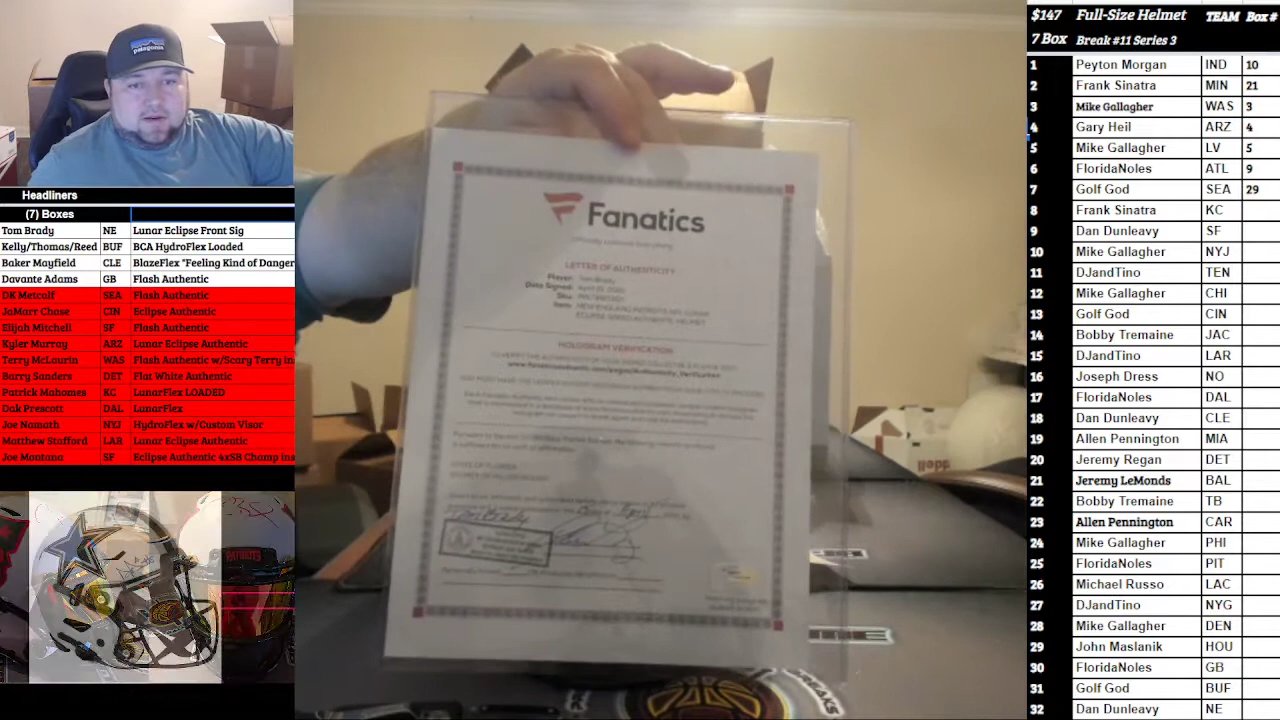 patagonia
Headliners
(7) Boxes
Tom Brady NE Lunar Eclipse Front Sig
Kelly/Thomas/Reed BUF BCA HydroFlex Loaded
Baker Mayfield CLE BlazeFlex "Feeling Kind of Danger
Davante Adams GB Flash Authentic
DK Metcalf SEA Flash Authentic
JaMarr Chase CIN Eclipse Authentic
Elijah Mitchell SF Flash Authentic
Kyler Murray ARZ Lunar Eclipse Authentic
Terry McLaurin WAS Flash Authentic w/Scary Terry in
Barry Sanders DET Flat White Authentic
Patrick Mahomes KC LunarFlex LOADED
Dak Prescott DAL LunarFlex
Joe Namath NYJ HydroFlex w/Custom Visor
Matthew Stafford LAR Lunar Eclipse Authentic
Joe Montana SF Eclipse Authentic 4xSB Champ ins
PATRIOTS
Fanatics
LETTER OF AUTHENTICITY
HOLOGRAM VERIFICATION
$147 Full-Size Helmet TEAM Box #
7 Box Break #11 Series 3
1 Peyton Morgan IND 10
2 Frank Sinatra MIN 21
3 Mike Gallagher WAS 3
4 Gary Heil ARZ 4
5 Mike Gallagher LV 5
6 FloridaNoles ATL 9
7 Golf God SEA 29
8 Frank Sinatra KC
9 Dan Dunleavy SF
10 Mike Gallagher NYJ
11 DJandTino TEN
12 Mike Gallagher CHI
13 Golf God CIN
14 Bobby Tremaine JAC
15 DJandTino LAR
16 Joseph Dress NO
17 FloridaNoles DAL
18 Dan Dunleavy CLE
19 Allen Pennington MIA
20 Jeremy Regan DET
21 Jeremy LeMonds BAL
22 Bobby Tremaine TB
23 Allen Pennington CAR
24 Mike Gallagher PHI
25 FloridaNoles PIT
26 Michael Russo LAC
27 DJandTino NYG
28 Mike Gallagher DEN
29 John Maslanik HOU
30 FloridaNoles GB
31 Golf God BUF
32 Dan Dunleavy NE